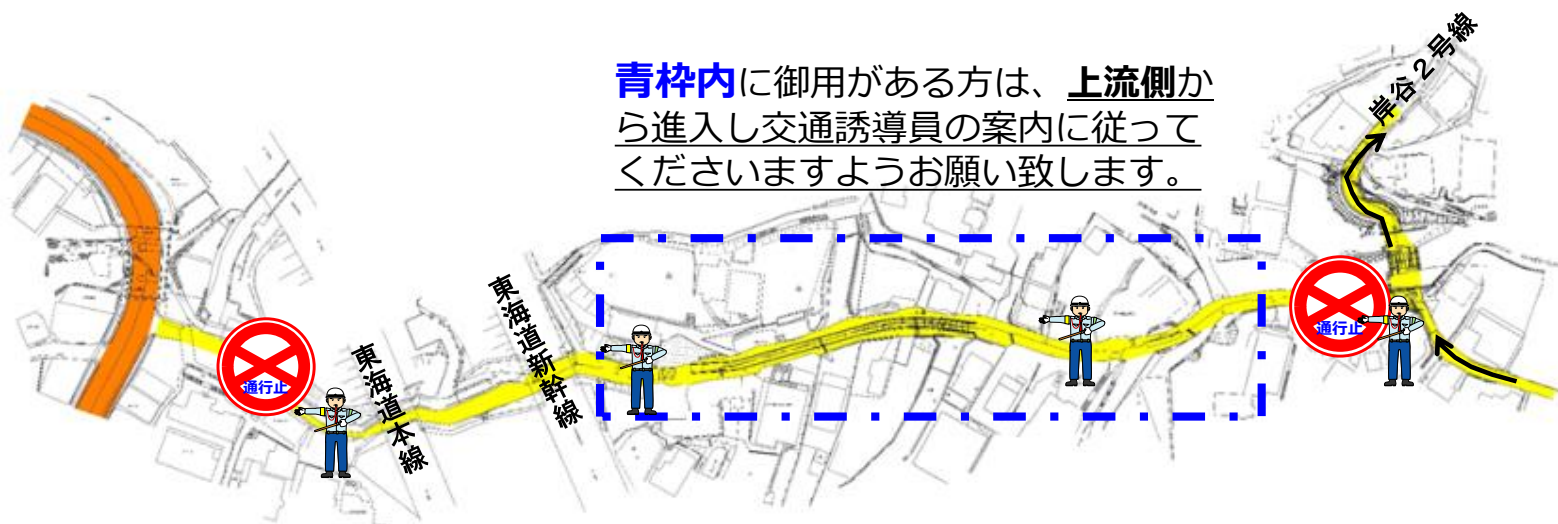 青枠内に御用がある方は、上流側か
ら進入し交通誘導員の案内に従って
くださいますようお願い致します。
岸谷2号線
東海道新幹線
東海道本線
通行止
通行止